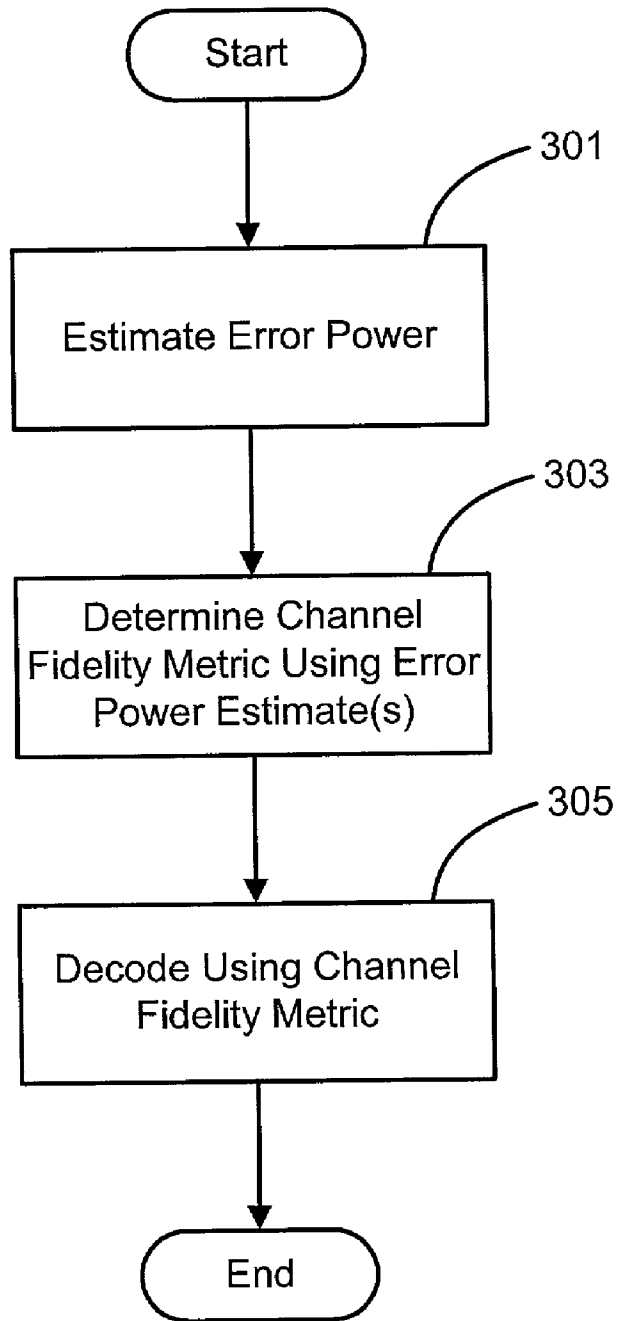 Start
301
Estimate Error Power
303
Determine Channel
Fidelity Metric Using Error
Power Estimate(s)
305
Decode Using Channel
Fidelity Metric
End